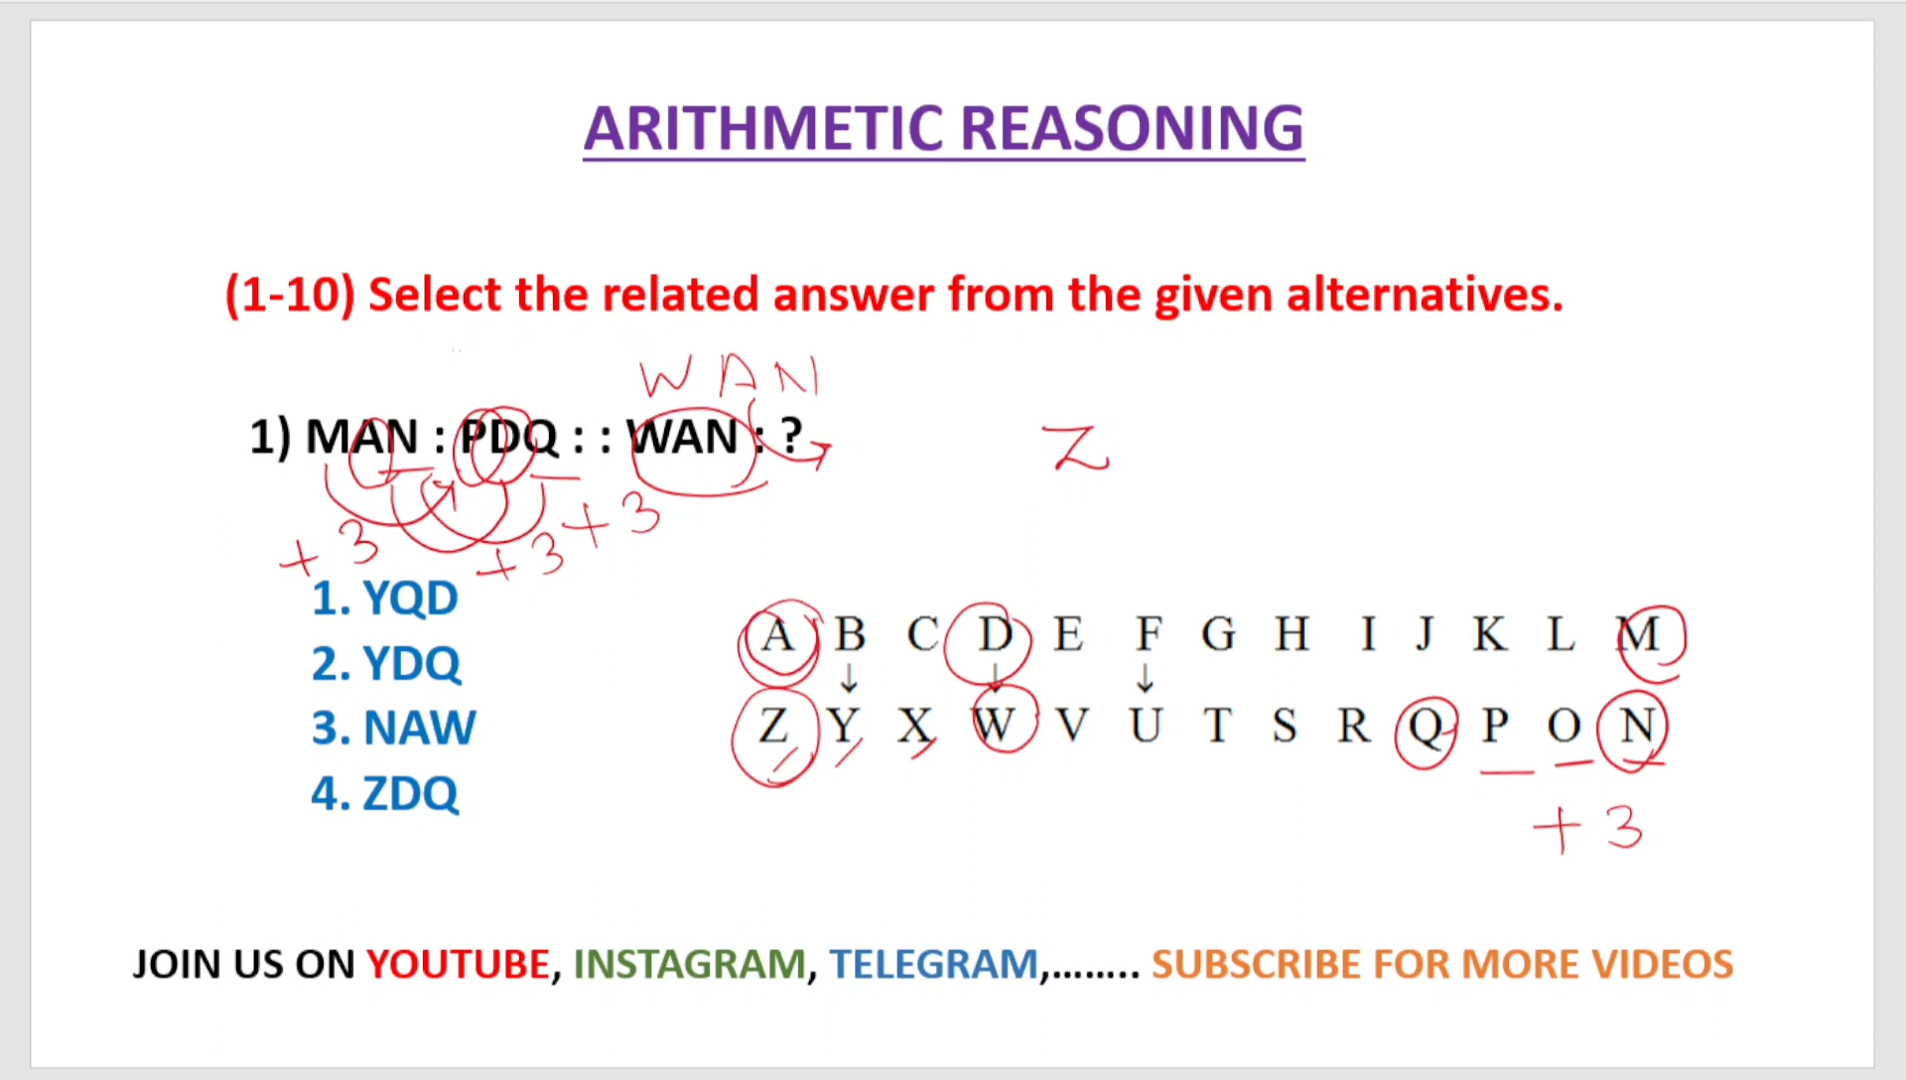 ARITHMETIC REASONING
(1-10) Select the related answer from the given alternatives.
W A N
1) MAN : PDQ : : WAN : ?
Z
+ 3 + 3 + 3
1. YQD
2. YDQ
3. NAW
4. ZDQ
A B C D E F G H I J K L M
↓ ↓ ↓
Z Y X W V U T S R Q P O N
+ 3
JOIN US ON YOUTUBE, INSTAGRAM, TELEGRAM,........ SUBSCRIBE FOR MORE VIDEOS